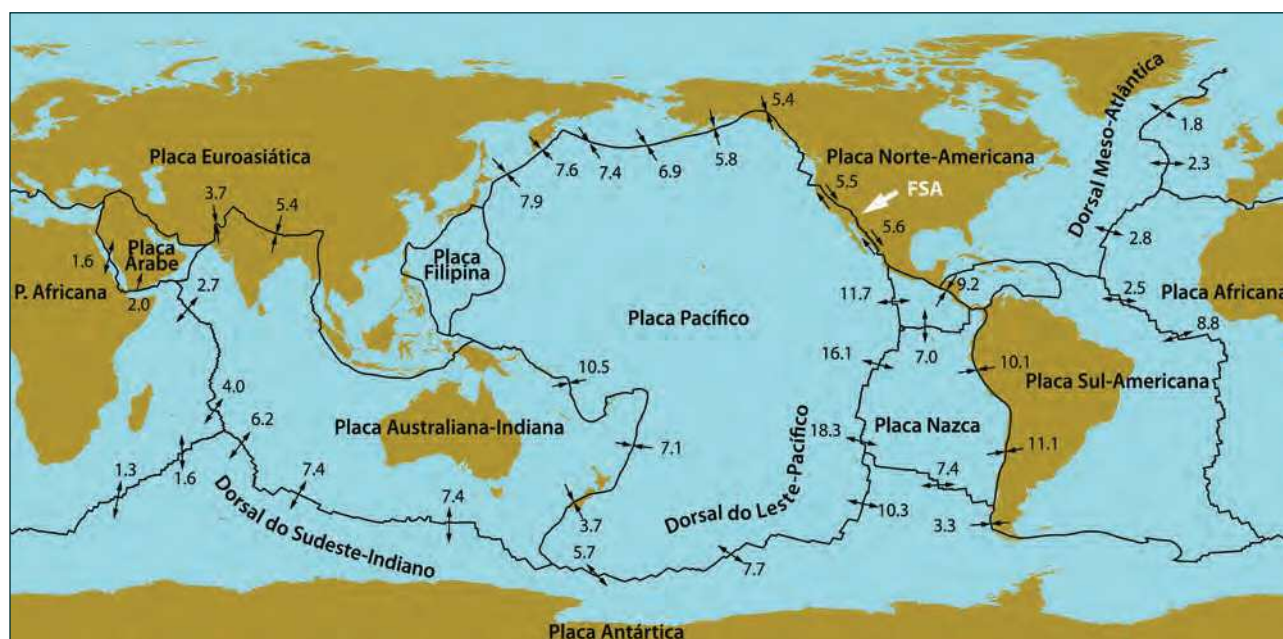 5.4
1.8
Dorsal Meso-Atlântica
Placa Euroasiática
7.6
7.4
6.9
5.8
Placa Norte-Americana
2.3
3.7
5.4
7.9
5.5
FSA
5.6
2.8
1.6
Placa
Árabe
Placa
Filipina
P. Africana
2.0
2.7
11.7
9.2
2.5
Placa Africana
Placa Pacífico
8.8
16.1
7.0
10.5
10.1
Placa Sul-Americana
4.0
6.2
Placa Australiana-Indiana
Placa Nazca
18.3
7.1
11.1
1.3
1.6
7.4
7.4
7.4
Dorsal do Sudeste-Indiano
Dorsal do Leste-Pacífico
3.7
10.3
3.3
5.7
7.7
Placa Antártica